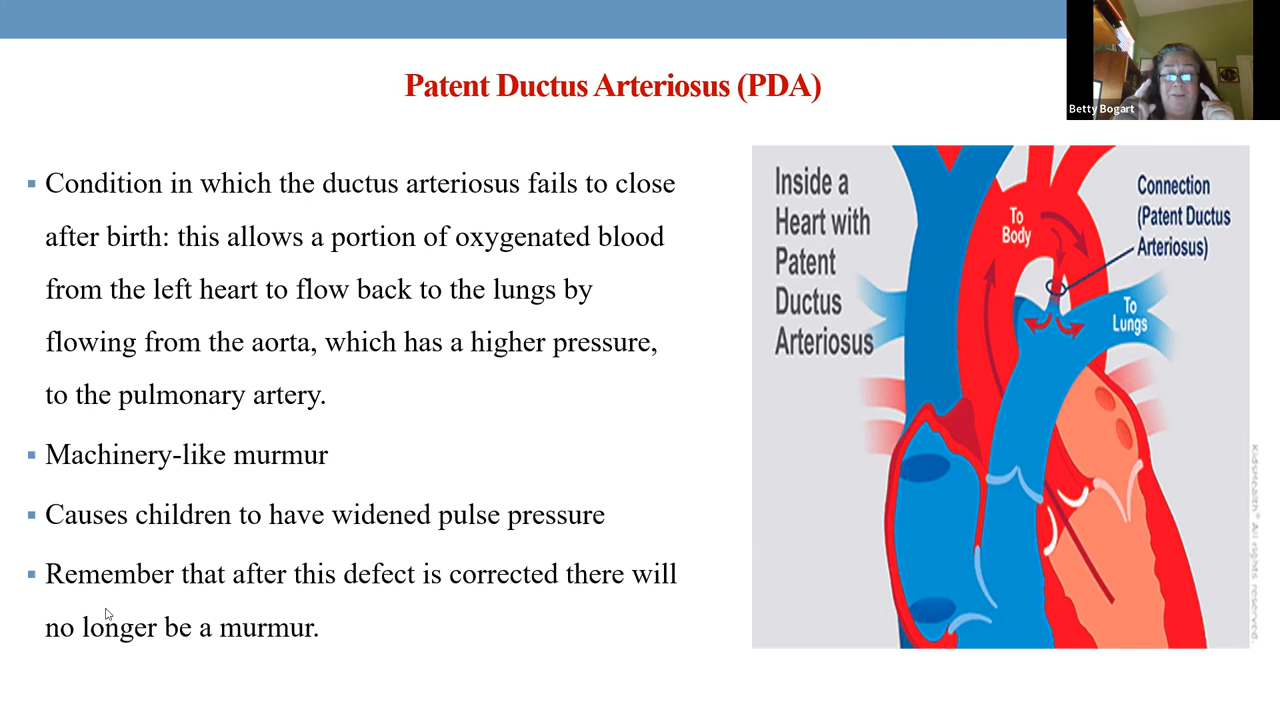 Patent Ductus Arteriosus (PDA)
Betty Bogart
▪ Condition in which the ductus arteriosus fails to close
after birth: this allows a portion of oxygenated blood
from the left heart to flow back to the lungs by
flowing from the aorta, which has a higher pressure,
to the pulmonary artery.
▪ Machinery-like murmur
▪ Causes children to have widened pulse pressure
▪ Remember that after this defect is corrected there will
no longer be a murmur.
Inside a
Heart with
Patent
Ductus
Arteriosus
To
Body
Connection
(Patent Ductus
Arteriosus)
To
Lungs
KidsHealth® All rights reserved.